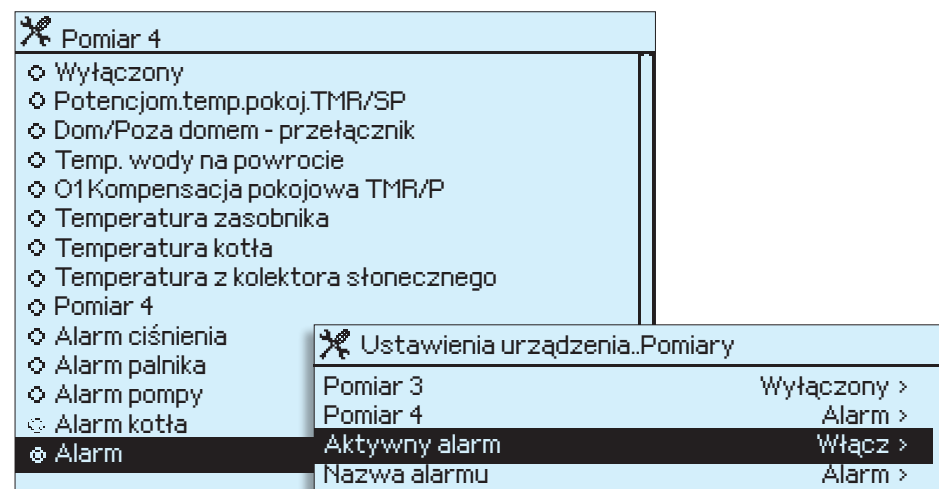 Pomiar 4
Wyłączony
Potencjom.temp.pokoj.TMR/SP
Dom/Poza domem - przełącznik
Temp. wody na powrocie
O1Kompensacja pokojowa TMR/P
Temperatura zasobnika
Temperatura kotła
Temperatura z kolektora słonecznego
Pomiar 4
Alarm ciśnienia
Alarm palnika
Alarm pompy
Alarm kotła
Alarm
Ustawienia urządzenia..Pomiary
Pomiar 3 Wyłączony >
Pomiar 4 Alarm >
Aktywny alarm Włącz >
Nazwa alarmu Alarm >